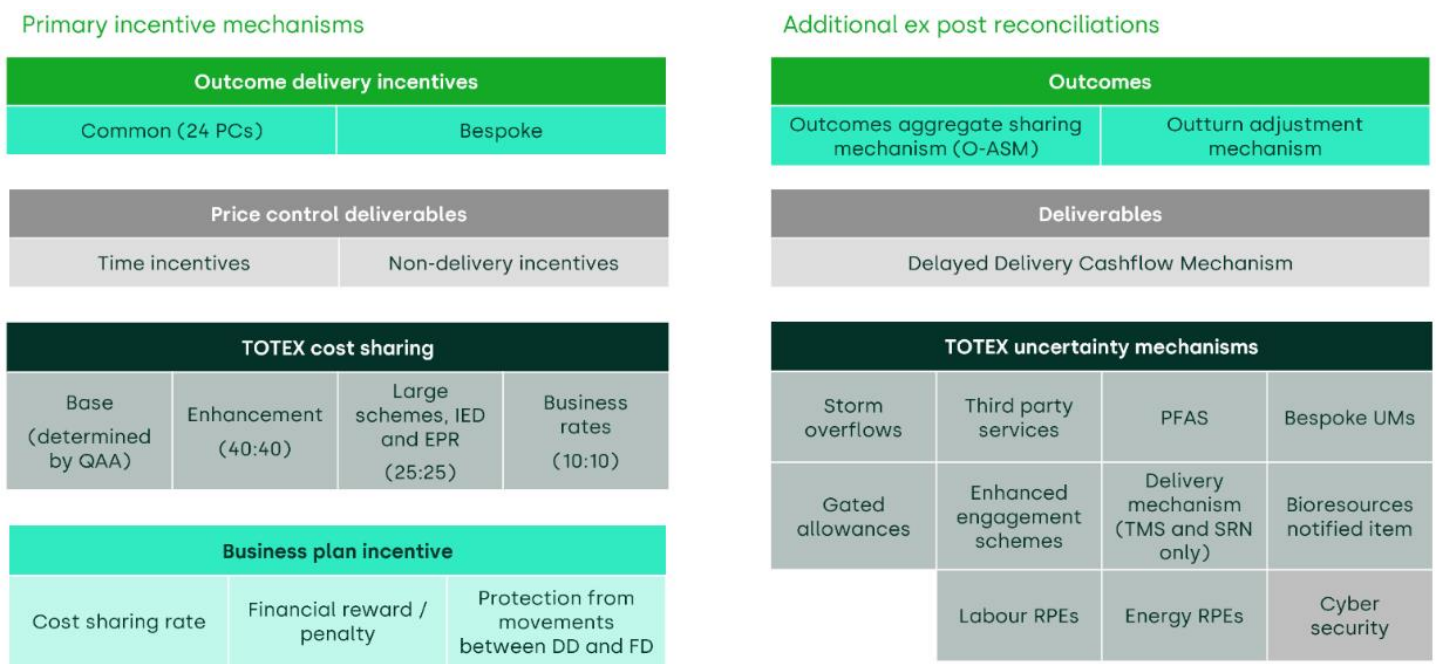 Primary incentive mechanisms
Outcome delivery incentives
Common (24 PCs)
Bespoke
Price control deliverables
Time incentives
Non-delivery incentives
TOTEX cost sharing
Base
(determined
by QAA)
Enhancement
(40:40)
Large
schemes, IED
and EPR
(25:25)
Business
rates
(10:10)
Business plan incentive
Cost sharing rate
Financial reward /
penalty
Protection from
movements
between DD and FD
Additional ex post reconciliations
Outcomes
Outcomes aggregate sharing
mechanism (O-ASM)
Outturn adjustment
mechanism
Deliverables
Delayed Delivery Cashflow Mechanism
TOTEX uncertainty mechanisms
Storm
overflows
Third party
services
PFAS
Bespoke UMs
Gated
allowances
Enhanced
engagement
schemes
Delivery
mechanism
(TMS and SRN
only)
Bioresources
notified item
Labour RPEs
Energy RPEs
Cyber
security